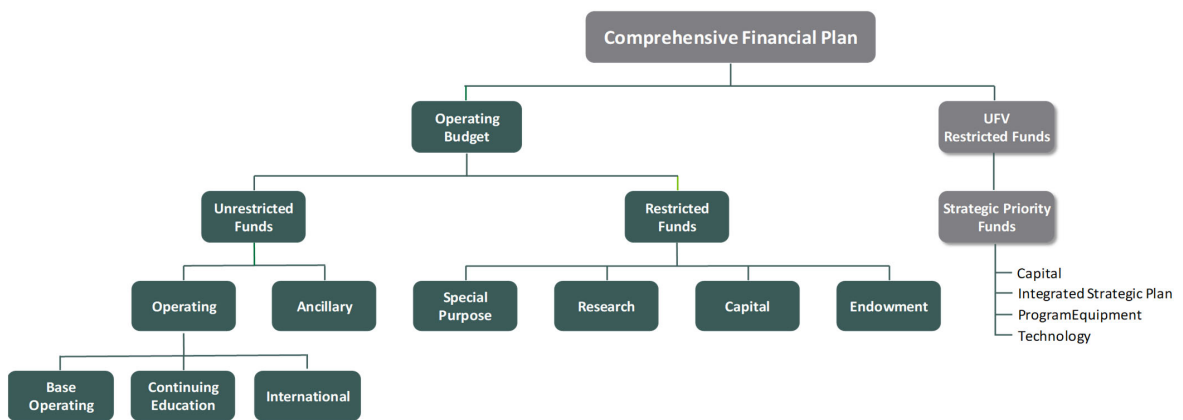 Comprehensive Financial Plan
Operating
Budget
UFV
Restricted Funds
Unrestricted
Funds
Restricted
Funds
Strategic Priority
Funds
Operating
Ancillary
Special
Purpose
Research
Capital
Endowment
Capital
Integrated Strategic Plan
ProgramEquipment
Technology
Base
Operating
Continuing
Education
International